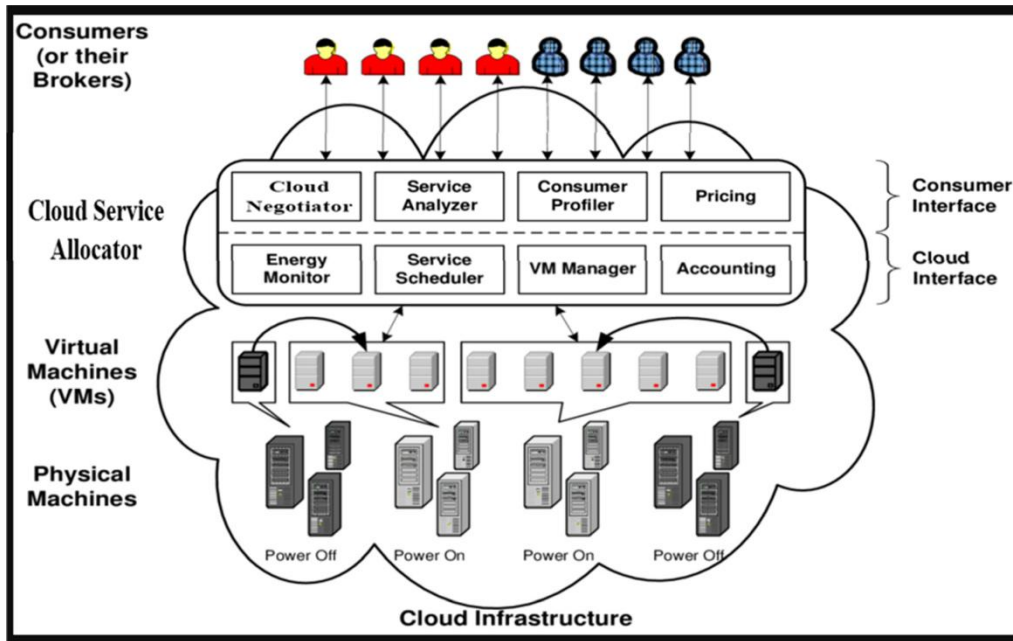 Consumers
(or their
Brokers)
Cloud Service
Allocator
Cloud
Negotiator
Service
Analyzer
Consumer
Profiler
Pricing
Consumer
Interface
Energy
Monitor
Service
Scheduler
VM Manager
Accounting
Cloud
Interface
Virtual
Machines
(VMs)
Physical
Machines
Power Off
Power On
Power On
Power Off
Cloud Infrastructure